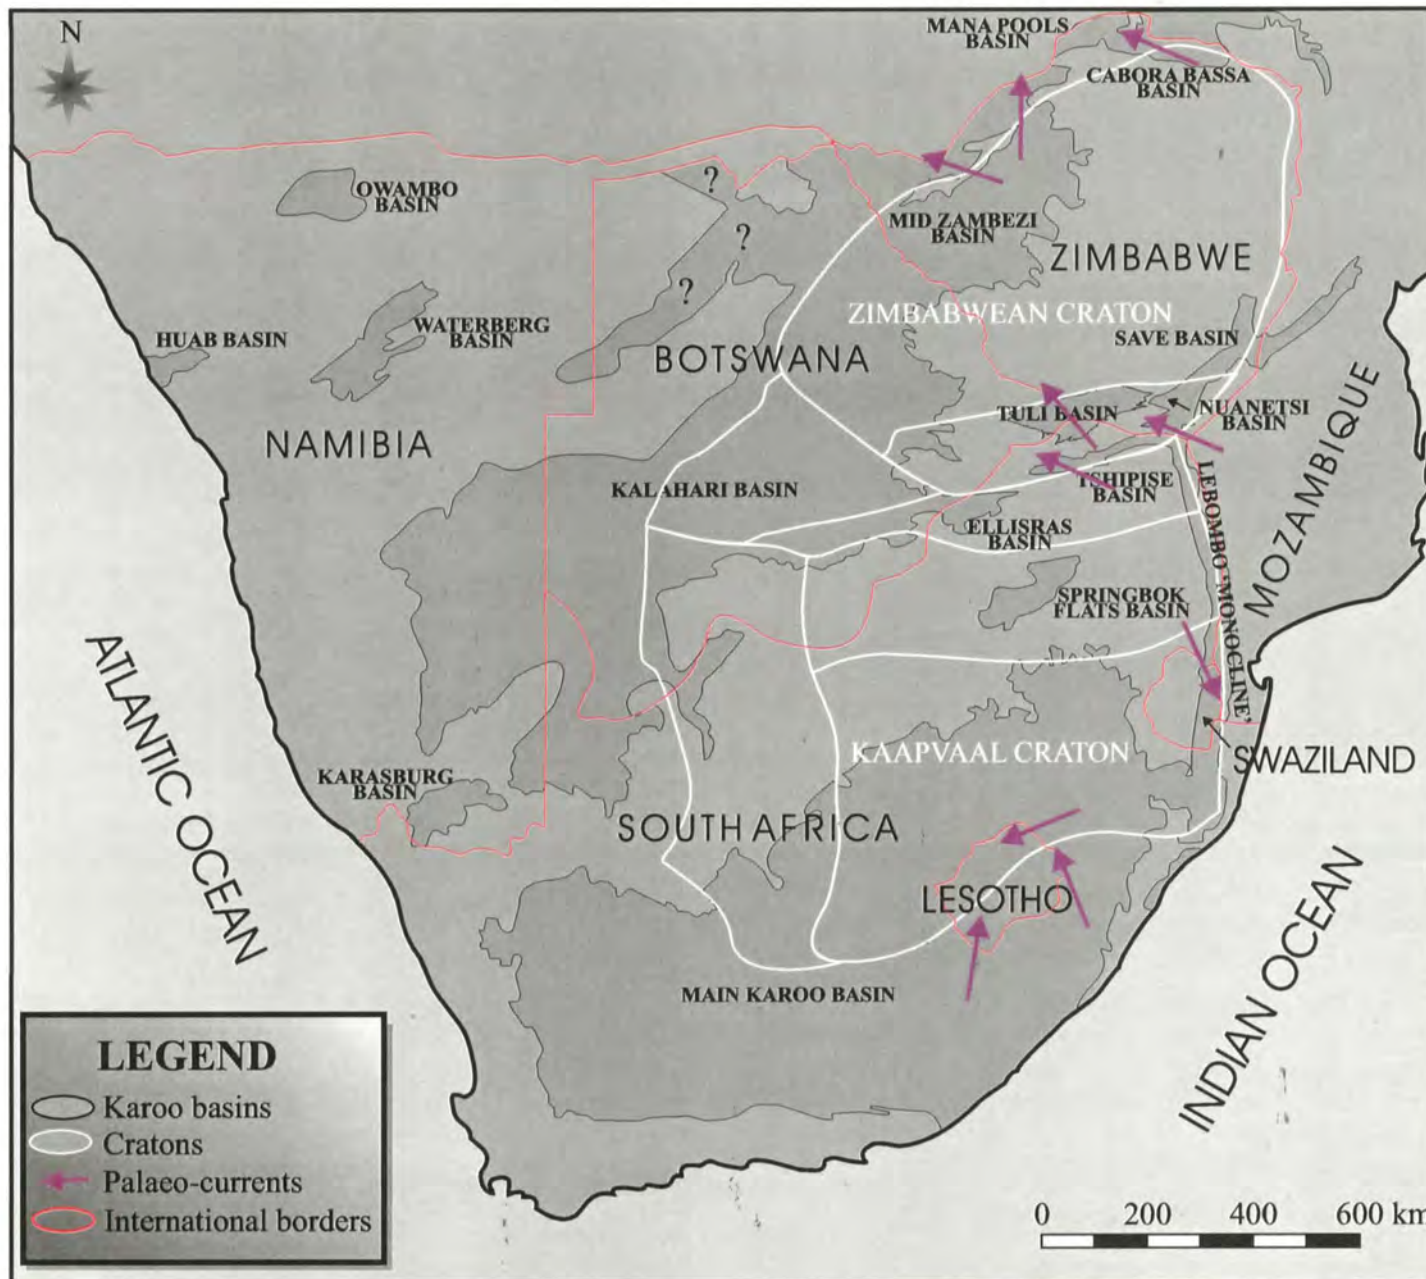 N
MANA POOLS
BASIN
CABORA BASSA
BASIN
OWAMBO
BASIN
?
?
?
MID ZAMBEZI
BASIN
ZIMBABWE
ZIMBABWEAN CRATON
HUAB BASIN
WATERBERG
BASIN
BOTSWANA
SAVE BASIN
NAMIBIA
TULI BASIN
NUANETSI
BASIN
MOZAMBIQUE
KALAHARI BASIN
TSHIPISE
BASIN
LEBOMBO 'MONOCLINE'
ELLISRAS
BASIN
SPRINGBOK
FLATS BASIN
ATLANTIC OCEAN
KAAPVAAL CRATON
SWAZILAND
KARASBURG
BASIN
SOUTH AFRICA
LESOTHO
INDIAN OCEAN
MAIN KAROO BASIN
LEGEND
Karoo basins
Cratons
Palaeo-currents
International borders
0 200 400 600 km